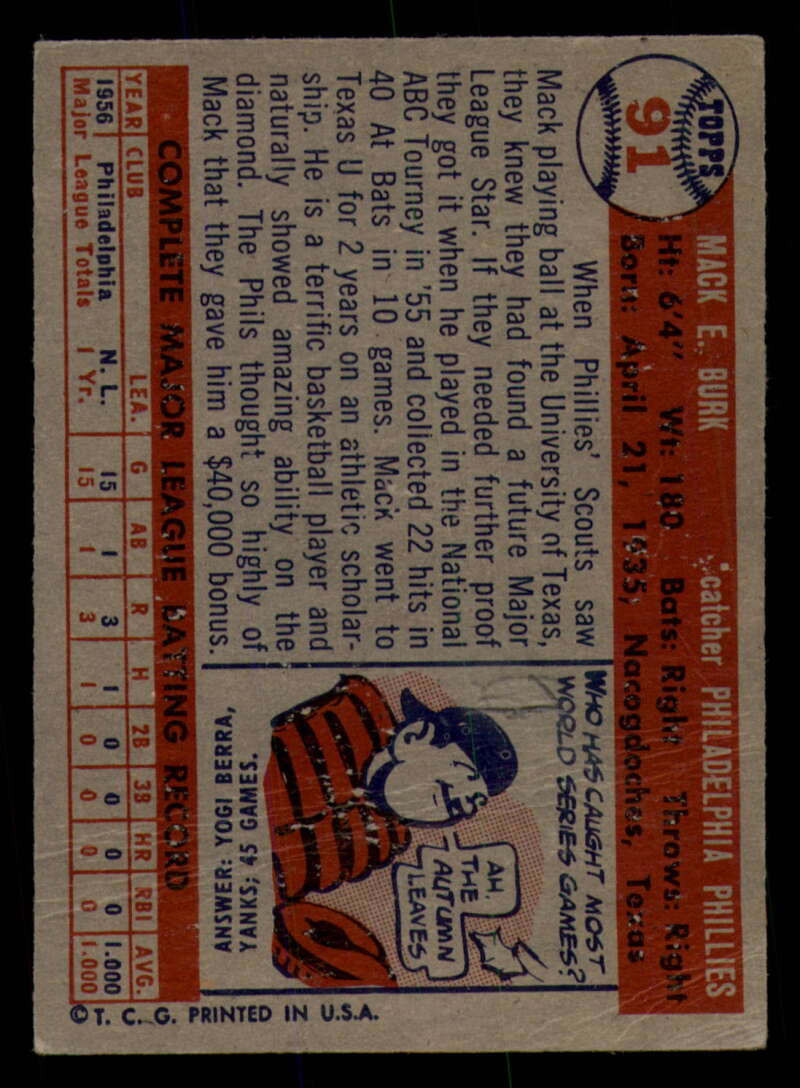 TOPPS
91
MACK E. BURK catcher PHILADELPHIA PHILLIES
Ht: 6'4" Wt: 180 Bats: Right Throws: Right
Born: April 21, 1935, Nacogdoches, Texas
When Phillies' Scouts saw
Mack playing ball at the University of Texas,
they knew they had found a future Major
League Star. If they needed further proof
they got it when he played in the National
ABC Tourney in '55 and collected 22 hits in
40 At Bats in 10 games. Mack went to
Texas U for 2 years on an athletic scholar-
ship. He is a terrific basketball player and
naturally showed amazing ability on the
diamond. The Phils thought so highly of
Mack that they gave him a $40,000 bonus.
WHO HAS CAUGHT MOST
WORLD SERIES GAMES?
AH,
THE
AUTUMN
LEAVES
ANSWER: YOGI BERRA,
YANKS; 45 GAMES.
COMPLETE MAJOR LEAGUE BATTING RECORD
YEAR CLUB LEA. G AB R H 2B 3B HR RBI AVG.
1956 Philadelphia N. L. 15 1 3 1 0 0 0 0 1.000
Major League Totals 1 Yr. 15 1 3 1 0 0 0 0 1.000
© T. C. G. PRINTED IN U.S.A.